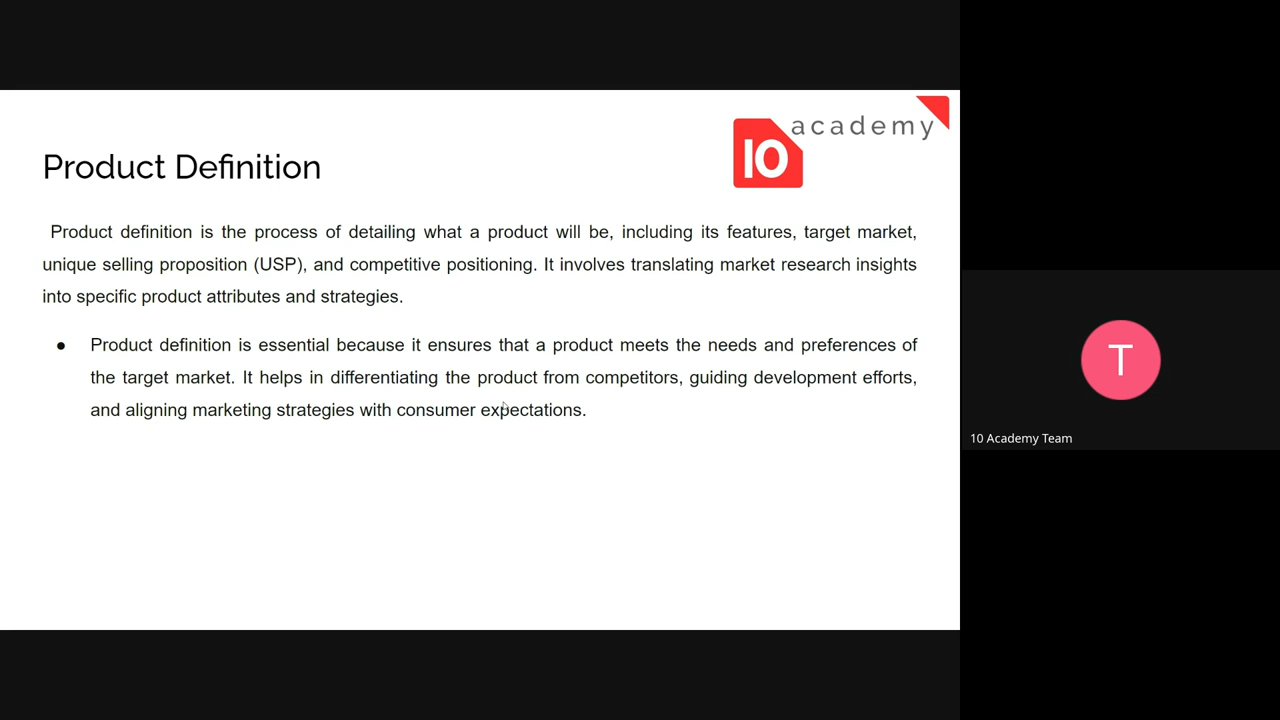 10 academy
Product Definition
Product definition is the process of detailing what a product will be, including its features, target market,
unique selling proposition (USP), and competitive positioning. It involves translating market research insights
into specific product attributes and strategies.
● Product definition is essential because it ensures that a product meets the needs and preferences of
the target market. It helps in differentiating the product from competitors, guiding development efforts,
and aligning marketing strategies with consumer expectations.
T
10 Academy Team